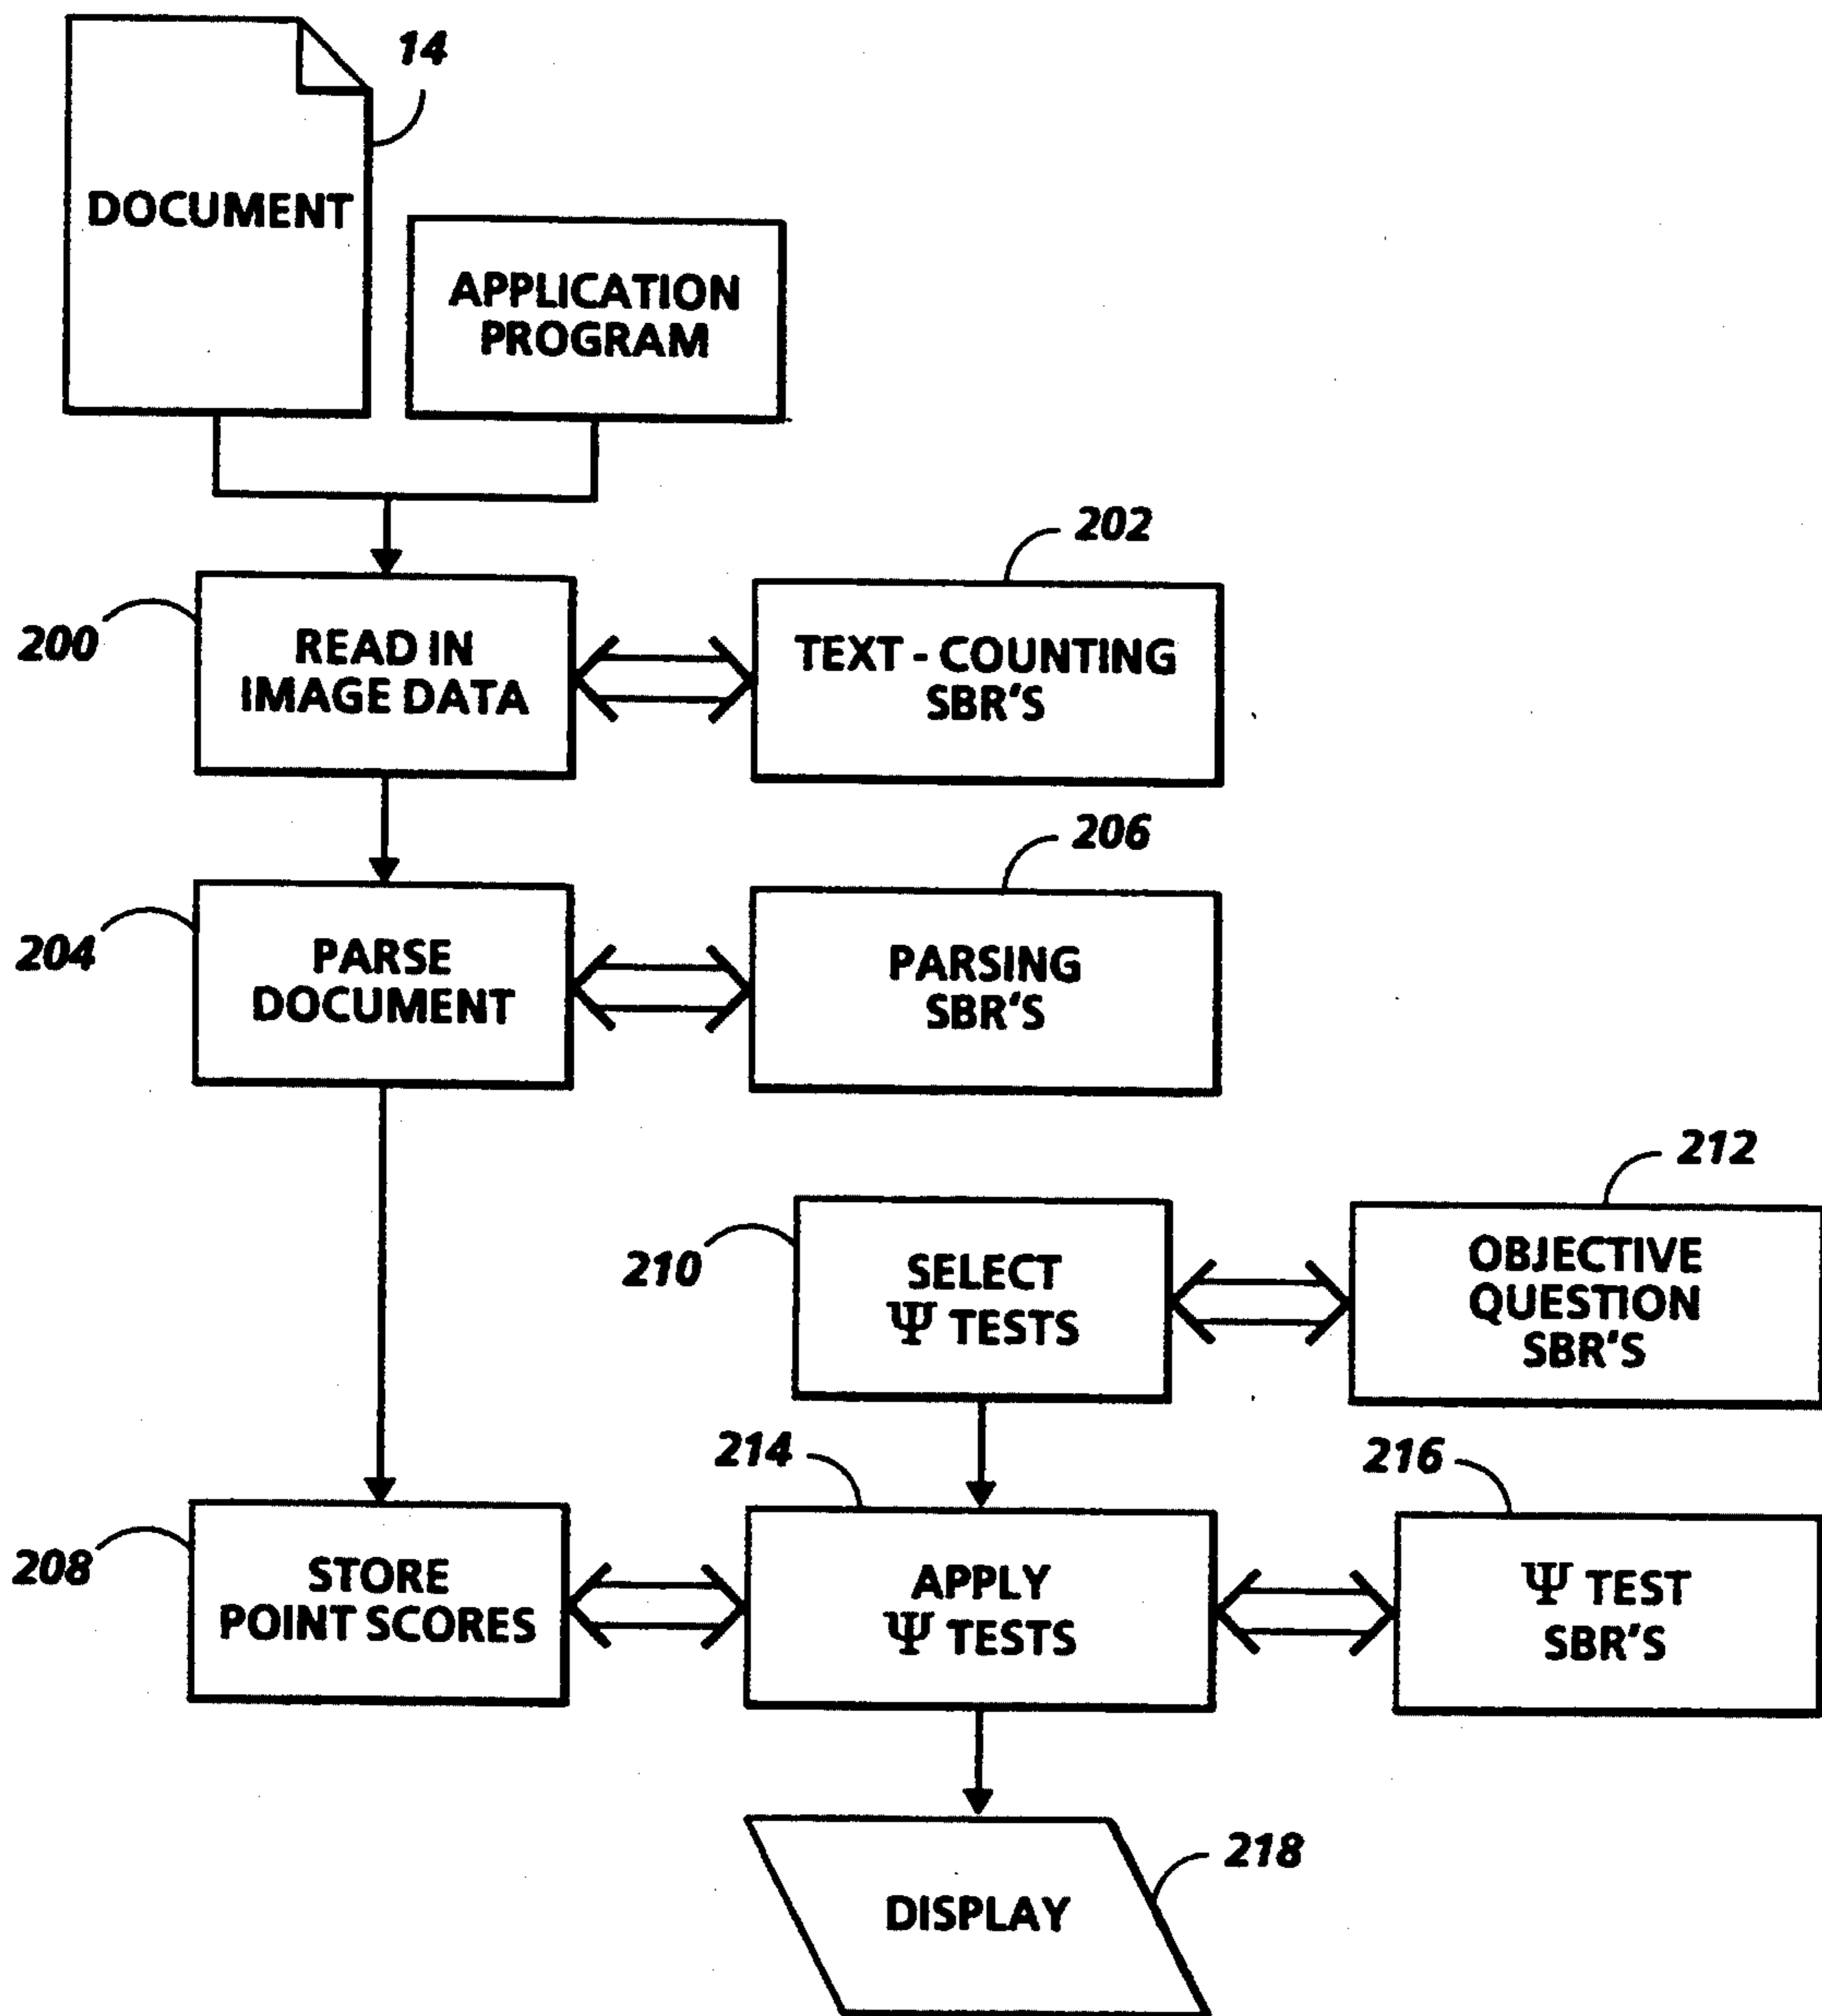 14
DOCUMENT
APPLICATION
PROGRAM
202
200
READ IN
IMAGE DATA
TEXT - COUNTING
SBR'S
206
204
PARSE
DOCUMENT
PARSING
SBR'S
212
210
SELECT
Ψ TESTS
OBJECTIVE
QUESTION
SBR'S
214
216
208
STORE
POINT SCORES
APPLY
Ψ TESTS
Ψ TEST
SBR'S
218
DISPLAY